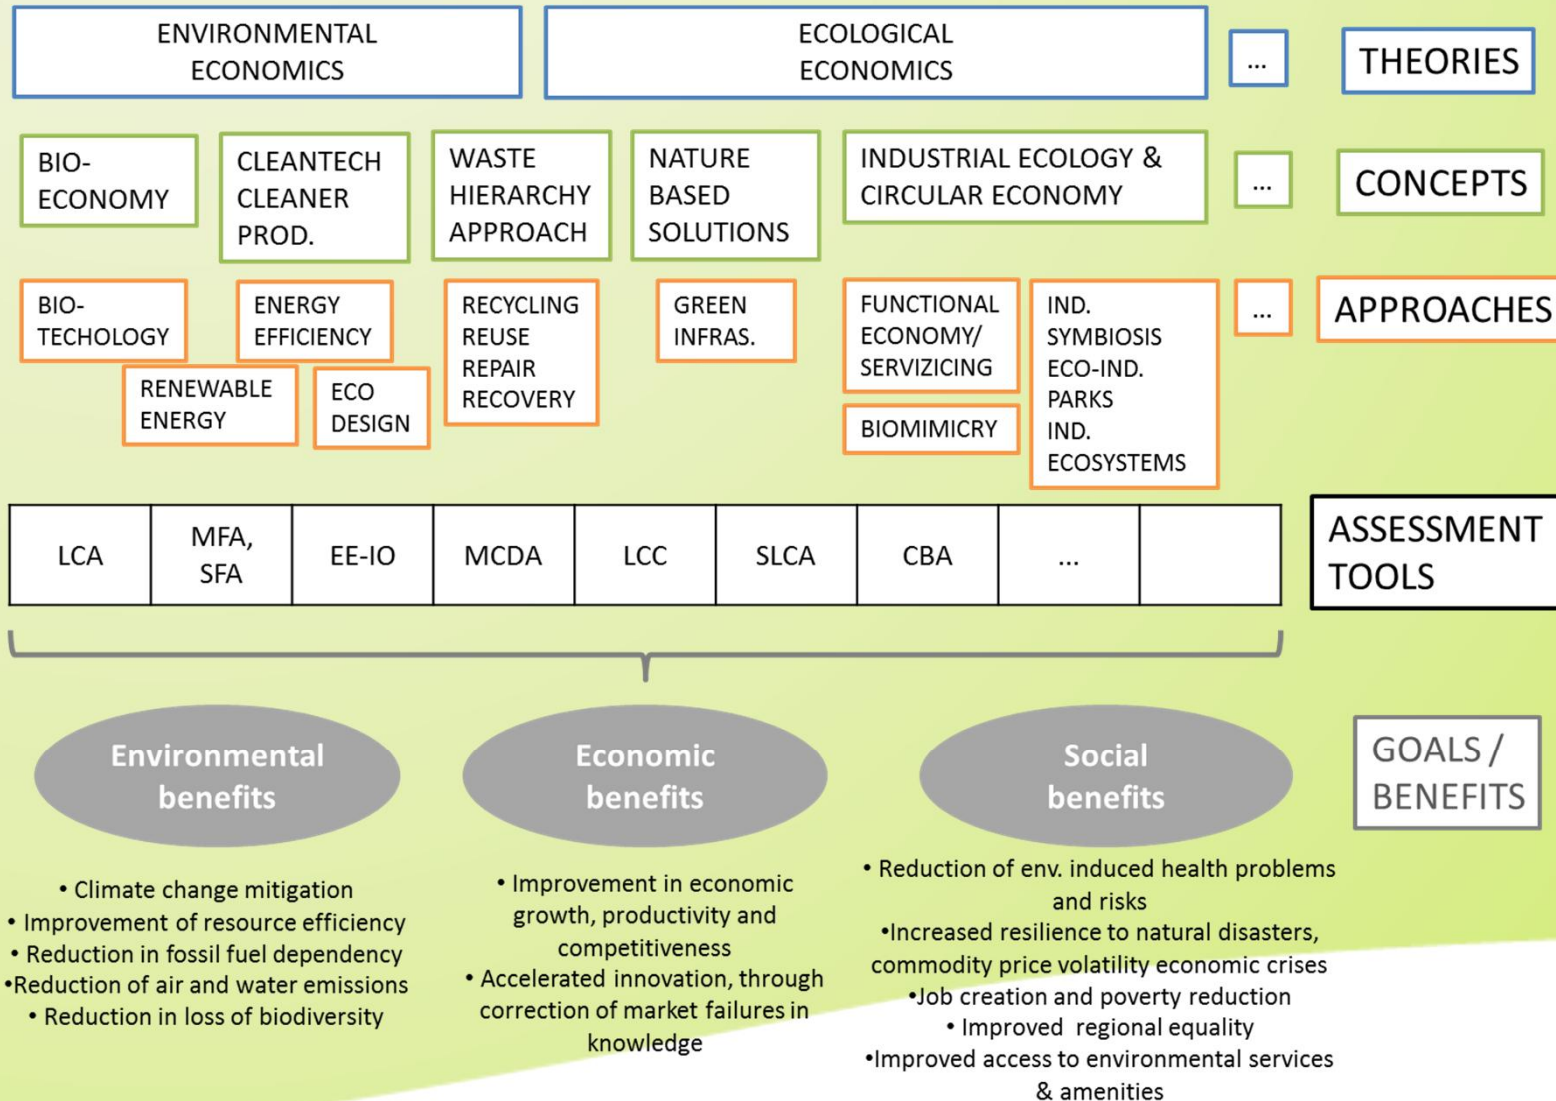 ENVIRONMENTAL
ECONOMICS
ECOLOGICAL
ECONOMICS
...
THEORIES
BIO-
ECONOMY
CLEANTECH
CLEANER
PROD.
WASTE
HIERARCHY
APPROACH
NATURE
BASED
SOLUTIONS
INDUSTRIAL ECOLOGY &
CIRCULAR ECONOMY
...
CONCEPTS
BIO-
TECHOLOGY
ENERGY
EFFICIENCY
RENEWABLE
ENERGY
ECO
DESIGN
RECYCLING
REUSE
REPAIR
RECOVERY
GREEN
INFRAS.
FUNCTIONAL
ECONOMY/
SERVIZICING
BIOMIMICRY
IND.
SYMBIOSIS
ECO-IND.
PARKS
IND.
ECOSYSTEMS
...
APPROACHES
LCA
MFA,
SFA
EE-IO
MCDA
LCC
SLCA
CBA
...
ASSESSMENT
TOOLS
Environmental
benefits
Economic
benefits
Social
benefits
GOALS /
BENEFITS
• Climate change mitigation
• Improvement of resource efficiency
• Reduction in fossil fuel dependency
•Reduction of air and water emissions
• Reduction in loss of biodiversity
• Improvement in economic
growth, productivity and
competitiveness
• Accelerated innovation, through
correction of market failures in
knowledge
• Reduction of env. induced health problems
and risks
•Increased resilience to natural disasters,
commodity price volatility economic crises
•Job creation and poverty reduction
• Improved regional equality
•Improved access to environmental services
& amenities